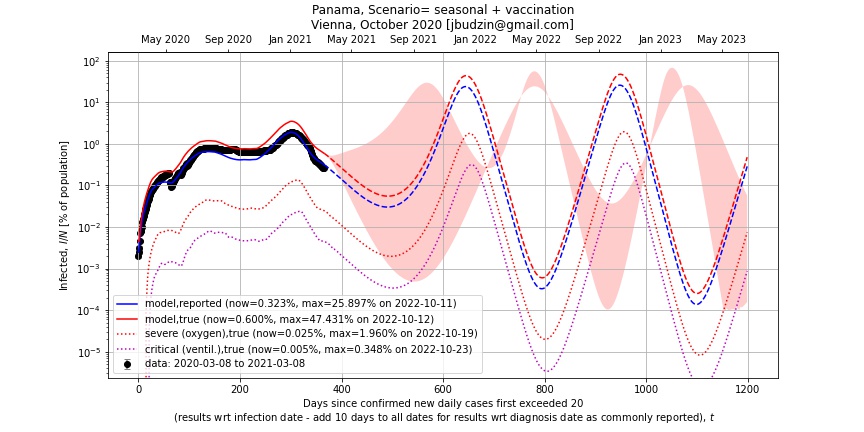 Panama, Scenario= seasonal + vaccination
Vienna, October 2020 [jbudzin@gmail.com]
May 2020 Sep 2020 Jan 2021 May 2021 Sep 2021 Jan 2022 May 2022 Sep 2022 Jan 2023 May 2023
10²
10¹
10⁰
10⁻¹
10⁻²
10⁻³
10⁻⁴
10⁻⁵
Infected, I/N [% of population]
model,reported (now=0.323%, max=25.897% on 2022-10-11)
model,true (now=0.600%, max=47.431% on 2022-10-12)
severe (oxygen),true (now=0.025%, max=1.960% on 2022-10-19)
critical (ventil.),true (now=0.005%, max=0.348% on 2022-10-23)
data: 2020-03-08 to 2021-03-08
0 200 400 600 800 1000 1200
Days since confirmed new daily cases first exceeded 20
(results wrt infection date - add 10 days to all dates for results wrt diagnosis date as commonly reported), t